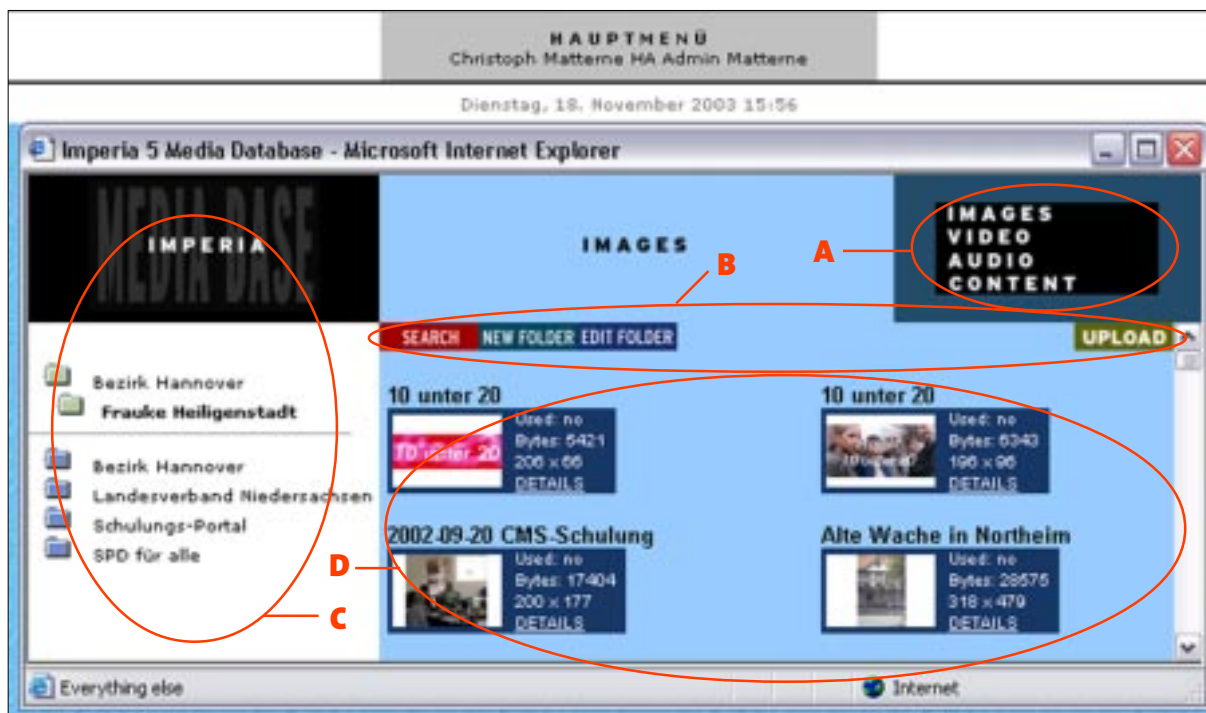 HAUPTMENÜ
Christoph Matterne HA Admin Matterne
Dienstag, 18. November 2003 15:56
Imperia 5 Media Database - Microsoft Internet Explorer
MEDIA BASE
IMPERIA
IMAGES
IMAGES
VIDEO
AUDIO
CONTENT
A
B
SEARCH NEW FOLDER EDIT FOLDER UPLOAD
Bezirk Hannover
Frauke Heiligenstadt
Bezirk Hannover
Landesverband Niedersachsen
Schulungs-Portal
SPD für alle
C
10 unter 20
10 unter 20
Used: no
Bytes: 5421
206 x 66
DETAILS
10 unter 20
Used: no
Bytes: 6343
196 x 96
DETAILS
2002-09-20 CMS-Schulung
Used: no
Bytes: 17404
200 x 177
DETAILS
Alte Wache in Northeim
Used: no
Bytes: 28575
318 x 479
DETAILS
D
Everything else
Internet